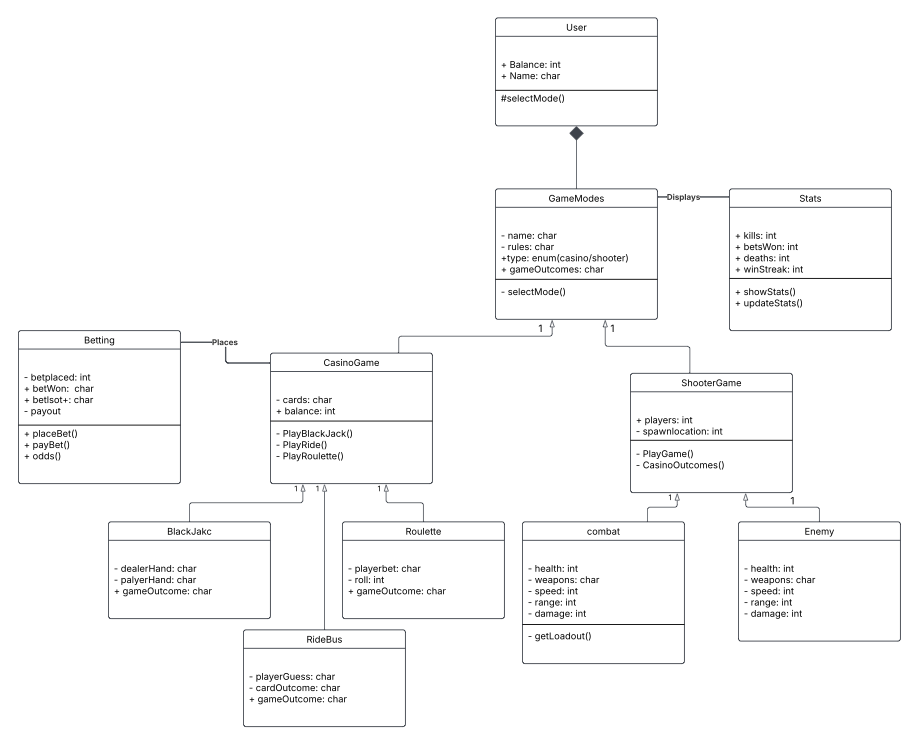 User
+ Balance: int
+ Name: char
#selectMode()
GameModes
- name: char
- rules: char
+type: enum(casino/shooter)
+ gameOutcomes: char
- selectMode()
Displays
Stats
+ kills: int
+ betsWon: int
+ deaths: int
+ winStreak: int
+ showStats()
+ updateStats()
1
1
Betting
- betplaced: int
+ betWon:  char
+ betlsot+: char
- payout
+ placeBet()
+ payBet()
+ odds()
Places
CasinoGame
- cards: char
+ balance: int
- PlayBlackJack()
- PlayRide()
- PlayRoulette()
ShooterGame
+ players: int
- spawnlocation: int
- PlayGame()
- CasinoOutcomes()
1
1
1
1
1
BlackJakc
- dealerHand: char
- palyerHand: char
+ gameOutcome: char
Roulette
- playerbet: char
- roll: int
+ gameOutcome: char
combat
- health: int
- weapons: char
- speed: int
- range: int
- damage: int
- getLoadout()
Enemy
- health: int
- weapons: char
- speed: int
- range: int
- damage: int
RideBus
- playerGuess: char
- cardOutcome: char
+ gameOutcome: char